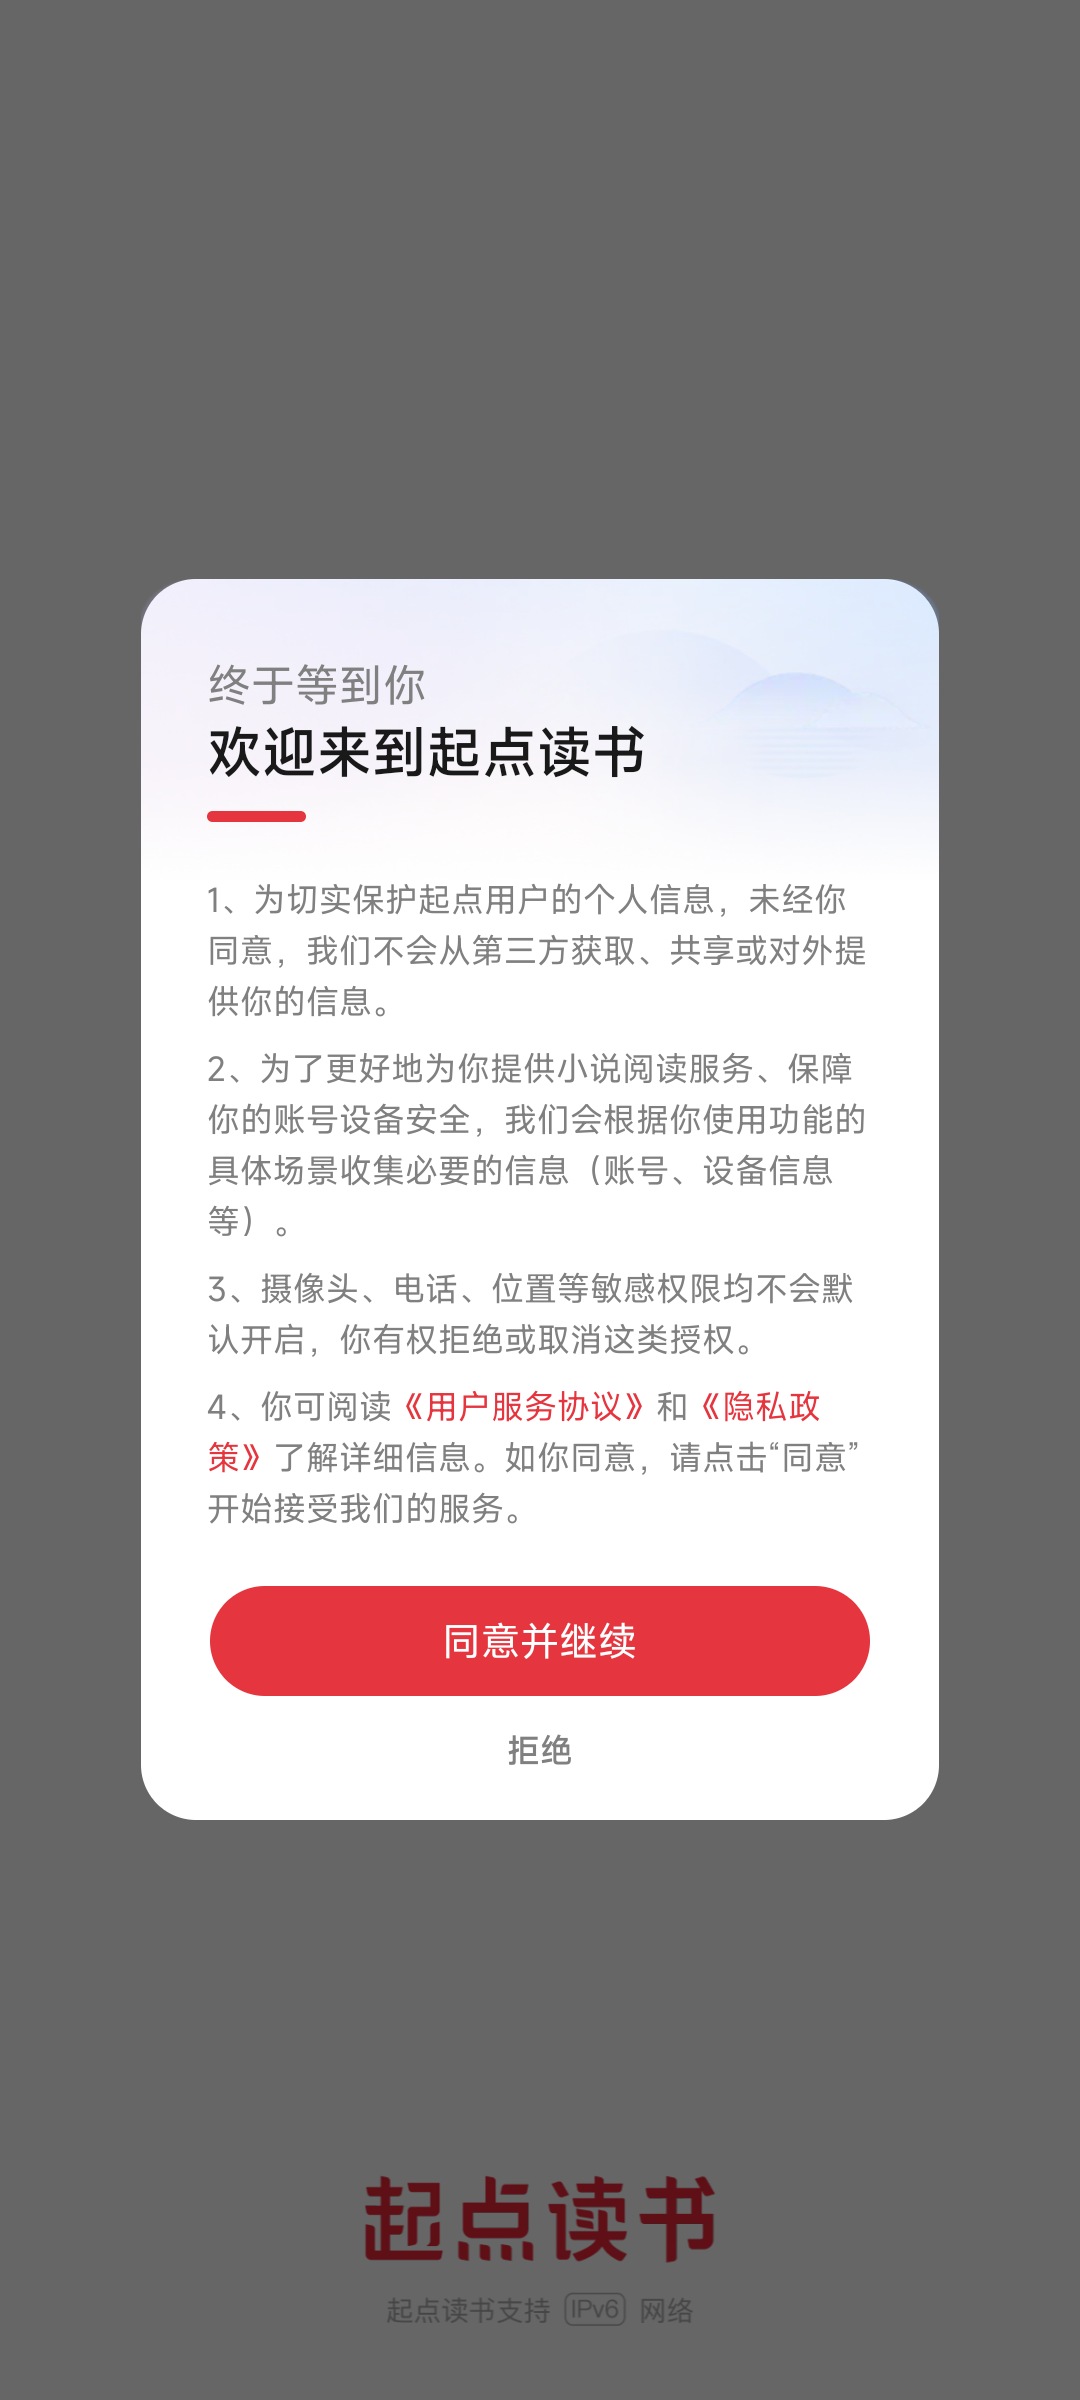 终于等到你
欢迎来到起点读书
1、为切实保护起点用户的个人信息，未经你
同意，我们不会从第三方获取、共享或对外提
供你的信息。
2、为了更好地为你提供小说阅读服务、保障
你的账号设备安全，我们会根据你使用功能的
具体场景收集必要的信息（账号、设备信息
等）。
3、摄像头、电话、位置等敏感权限均不会默
认开启，你有权拒绝或取消这类授权。
4、你可阅读《用户服务协议》和《隐私政
策》了解详细信息。如你同意，请点击“同意”
开始接受我们的服务。
同意并继续
拒绝
起点读书
起点读书支持 IPv6 网络